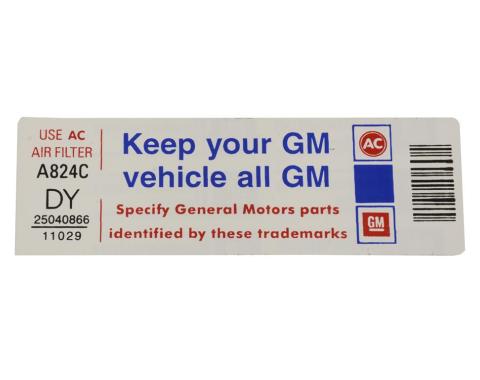 USE AC
AIR FILTER
A824C
DY
25040866
11029
Keep your GM
vehicle all GM
Specify General Motors parts
identified by these trademarks
AC
GM